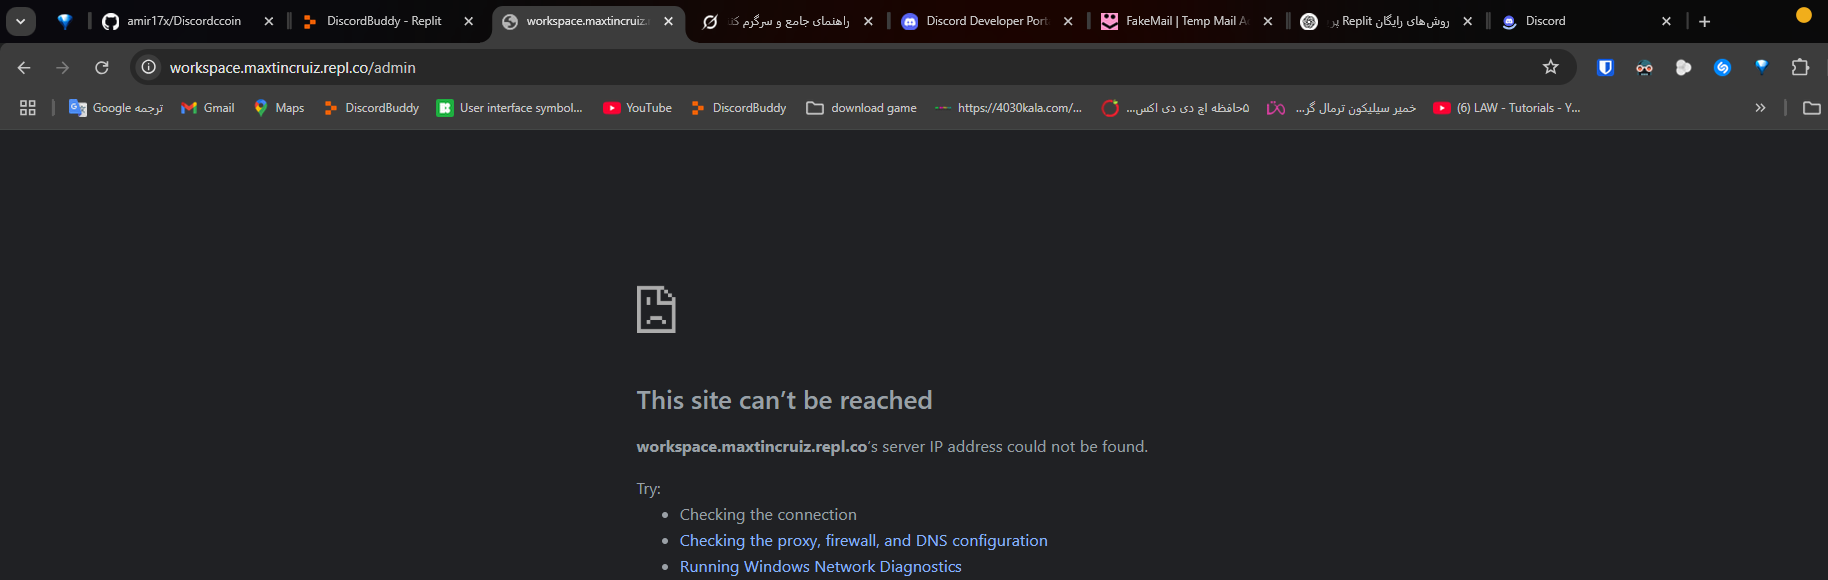 amir17x/Discordccoin
DiscordBuddy - Replit
workspace.maxtincruiz.r
راهنمای جامع و سرگرم کنن
Discord Developer Port
FakeMail | Temp Mail A
روش‌های رایگان Replit پر
Discord
workspace.maxtincruiz.repl.co/admin
Google ترجمه
Gmail
Maps
DiscordBuddy
User interface symbol...
YouTube
DiscordBuddy
download game
https://4030kala.com/...
۵حافظه اچ دی دی اکس...
خمیر سیلیکون ترمال گر...
(6) LAW - Tutorials - Y...
This site can’t be reached
workspace.maxtincruiz.repl.co’s server IP address could not be found.
Try:
• Checking the connection
• Checking the proxy, firewall, and DNS configuration
• Running Windows Network Diagnostics